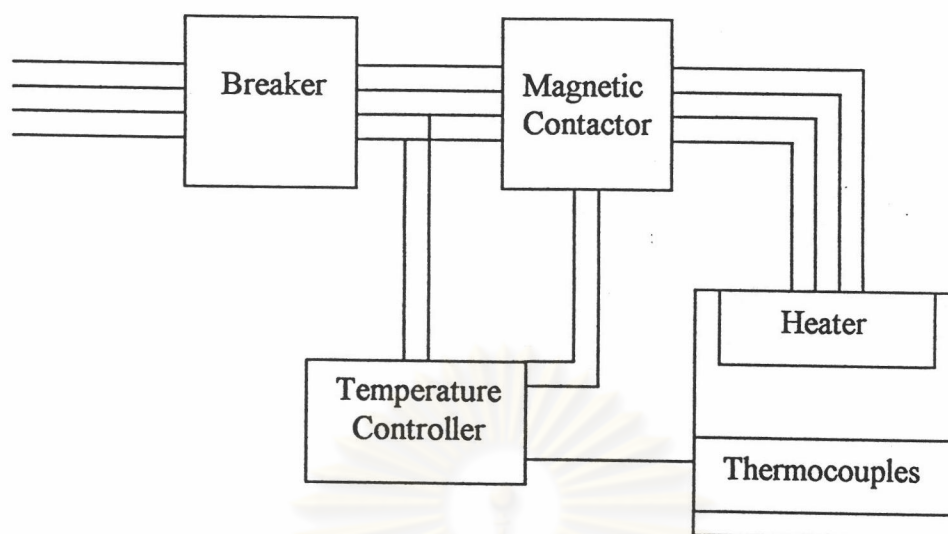 Breaker
Magnetic
Contactor
Heater
Temperature
Controller
Thermocouples